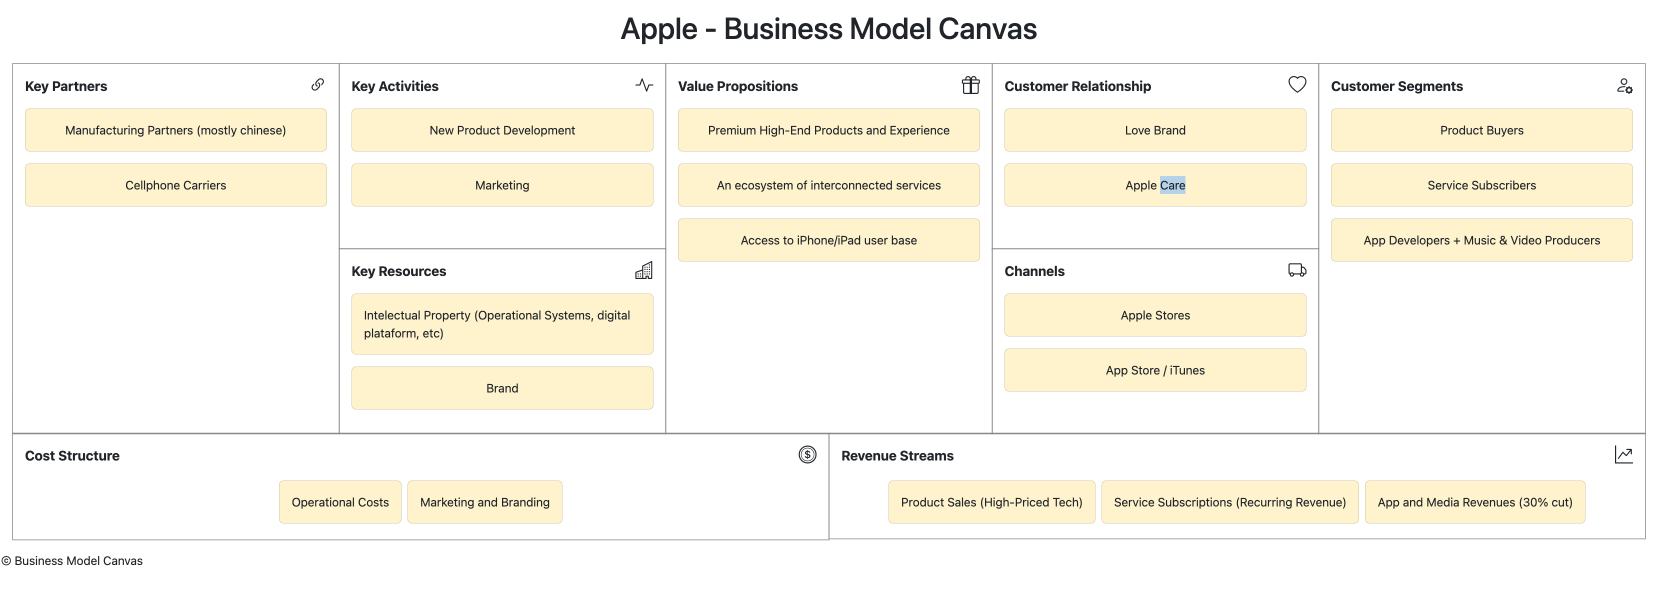 Apple - Business Model Canvas
Key Partners
Manufacturing Partners (mostly chinese)
Cellphone Carriers
Key Activities
New Product Development
Marketing
Key Resources
Intelectual Property (Operational Systems, digital
plataform, etc)
Brand
Value Propositions
Premium High-End Products and Experience
An ecosystem of interconnected services
Access to iPhone/iPad user base
Customer Relationship
Love Brand
Apple Care
Channels
Apple Stores
App Store / iTunes
Customer Segments
Product Buyers
Service Subscribers
App Developers + Music & Video Producers
Cost Structure
$
Operational Costs
Marketing and Branding
Revenue Streams
Product Sales (High-Priced Tech)
Service Subscriptions (Recurring Revenue)
App and Media Revenues (30% cut)
© Business Model Canvas